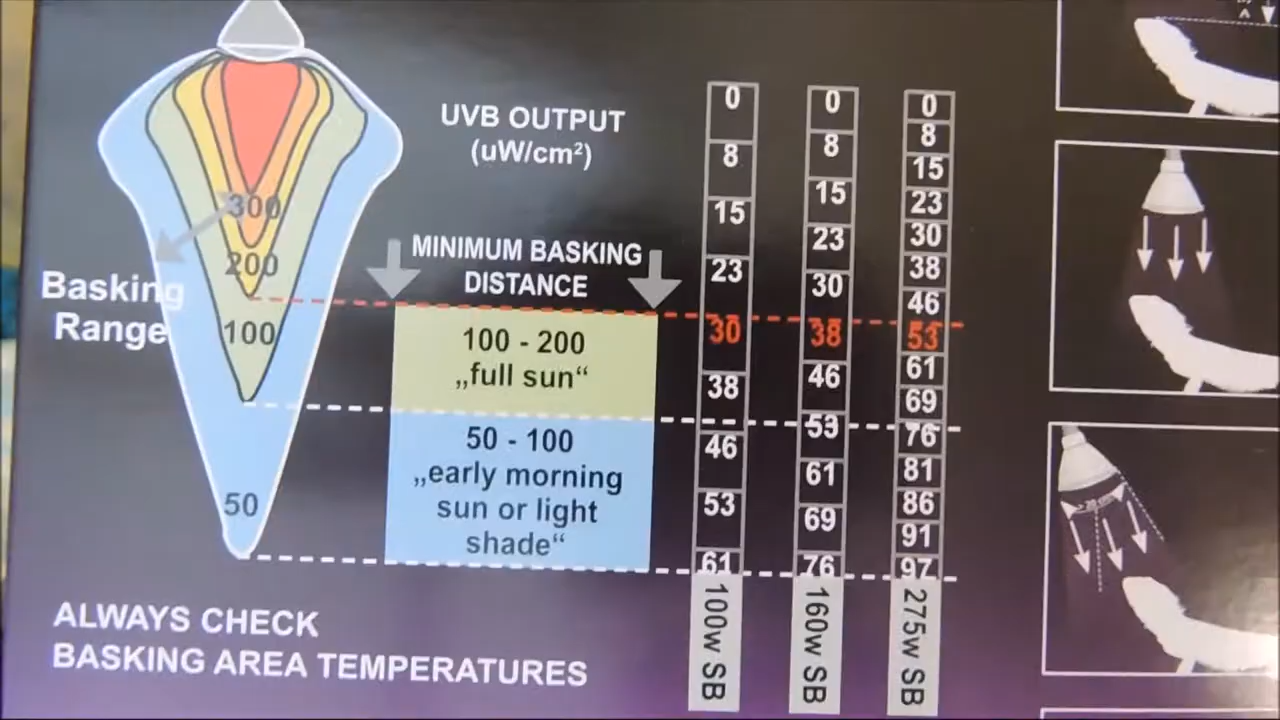 UVB OUTPUT
(uW/cm²)
300
200
100
50
Basking
Range
MINIMUM BASKING
DISTANCE
100 - 200
„full sun“
50 - 100
„early morning
sun or light
shade“
0
8
15
23
30
38
46
53
61
100w SB
0
8
15
23
30
38
46
53
61
69
76
160w SB
0
8
15
23
30
38
46
53
61
69
76
81
86
91
97
275w SB
ALWAYS CHECK
BASKING AREA TEMPERATURES